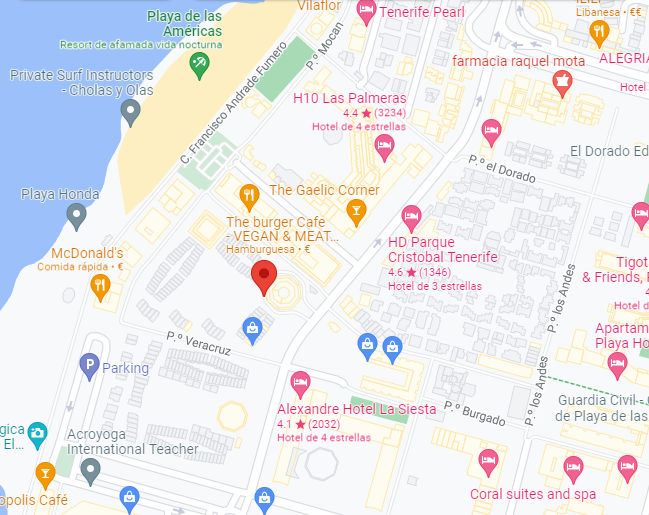 Vilaflor
Tenerife Pearl
Libanesa • €€
Playa de las
Américas
Resort de afamada vida nocturna
P.º Mocan
C. Francisco Andrade Fumero
farmacia raquel mota
ALEGRIA
Hotel
Private Surf Instructors
- Cholas y Olas
H10 Las Palmeras
4.4 ★ (3234)
Hotel de 4 estrellas
P.º el Dorado
El Dorado Ed
Playa Honda
The Gaelic Corner
The burger Cafe
- VEGAN & MEAT...
Hamburguesa • €
HD Parque
Cristobal Tenerife
4.6 ★ (1346)
Hotel de 3 estrellas
McDonald's
Comida rápida • €
Tigot
& Friends, 
Hotel d
P.º los Andes
P.º Veracruz
Apartam
Playa Ho
Parking
P.º los Andes
Alexandre Hotel La Siesta
4.1 ★ (2032)
Hotel de 4 estrellas
P.º Burgado
Guardia Civil -
de Playa de las
gica
El...
Acroyoga
International Teacher
opolis Café
Coral suites and spa